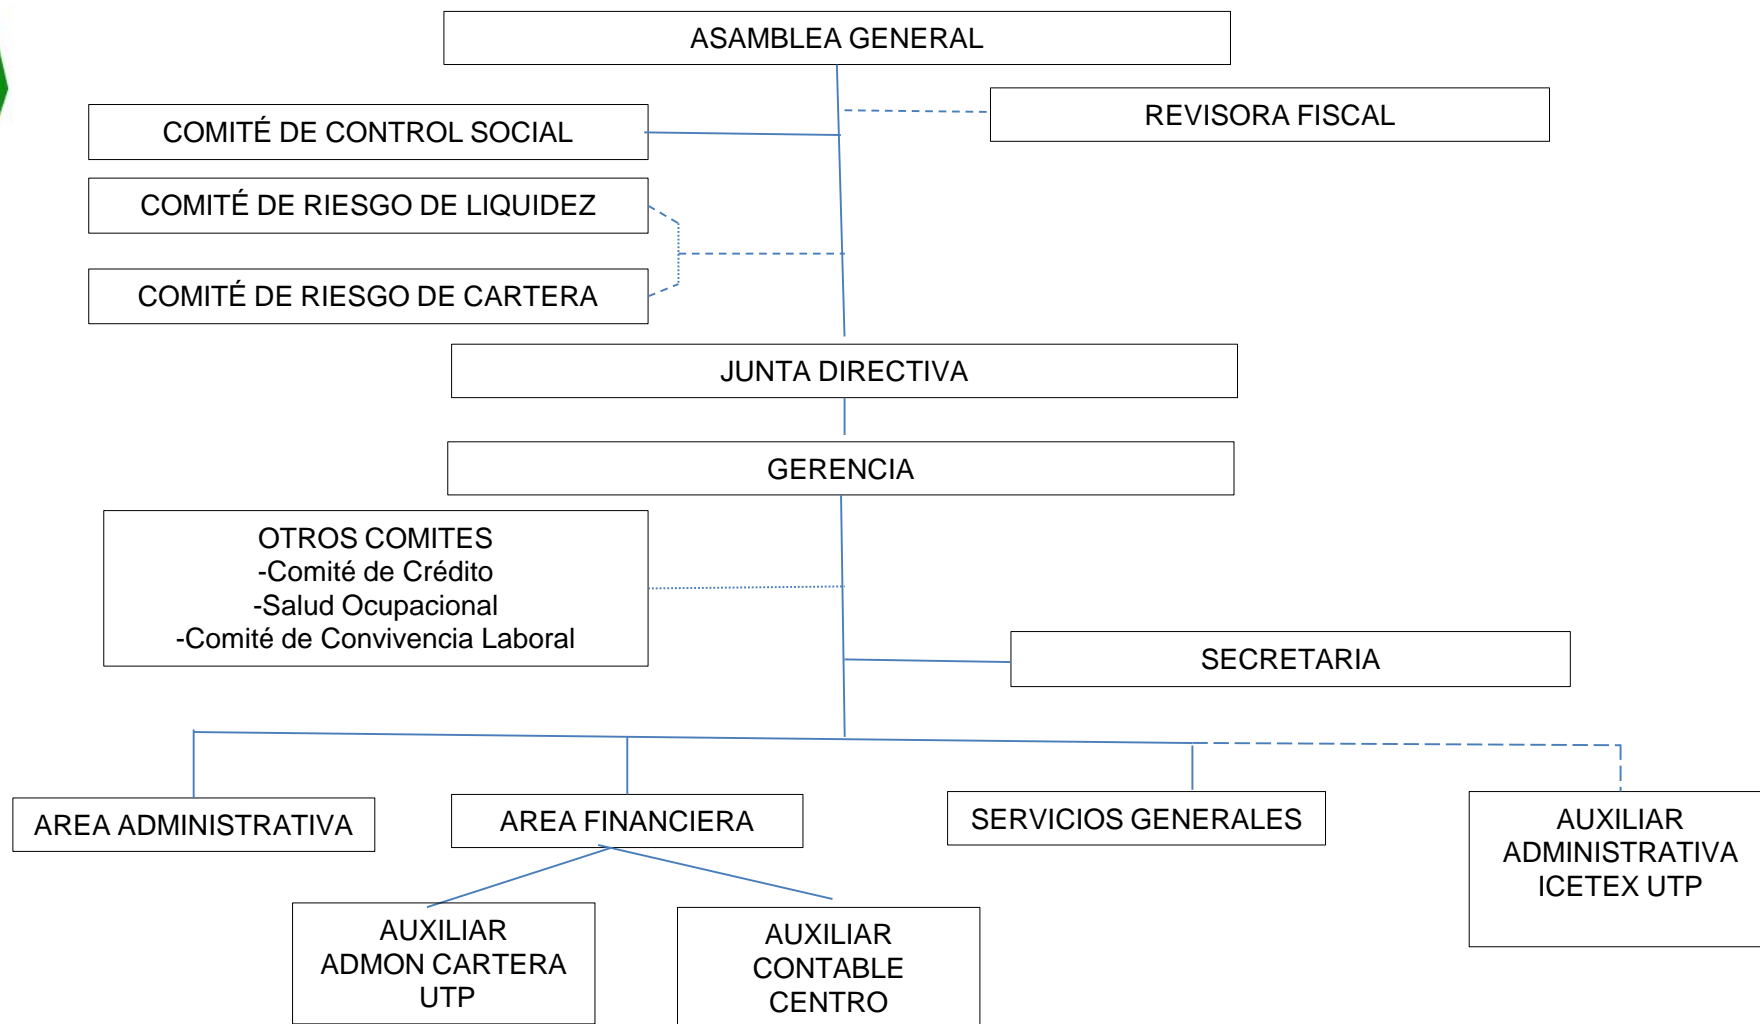 ASAMBLEA GENERAL
REVISORA FISCAL
COMITÉ DE CONTROL SOCIAL
COMITÉ DE RIESGO DE LIQUIDEZ
COMITÉ DE RIESGO DE CARTERA
JUNTA DIRECTIVA
GERENCIA
OTROS COMITES
-Comité de Crédito
-Salud Ocupacional
-Comité de Convivencia Laboral
SECRETARIA
AREA ADMINISTRATIVA
AREA FINANCIERA
SERVICIOS GENERALES
AUXILIAR
ADMINISTRATIVA
ICETEX UTP
AUXILIAR
ADMON CARTERA
UTP
AUXILIAR
CONTABLE
CENTRO